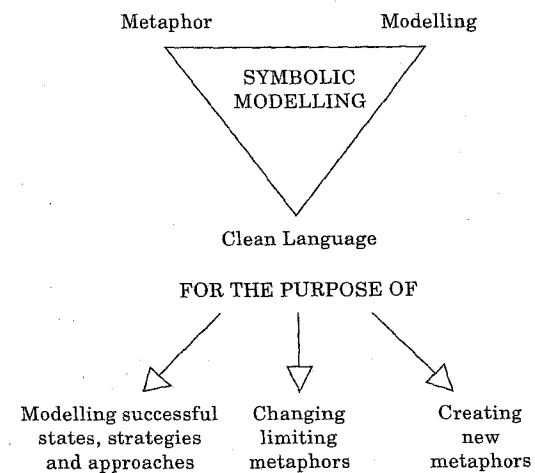 Metaphor Modelling
SYMBOLIC
MODELLING
Clean Language
FOR THE PURPOSE OF
Modelling successful
states, strategies
and approaches
Changing
limiting
metaphors
Creating
new
metaphors